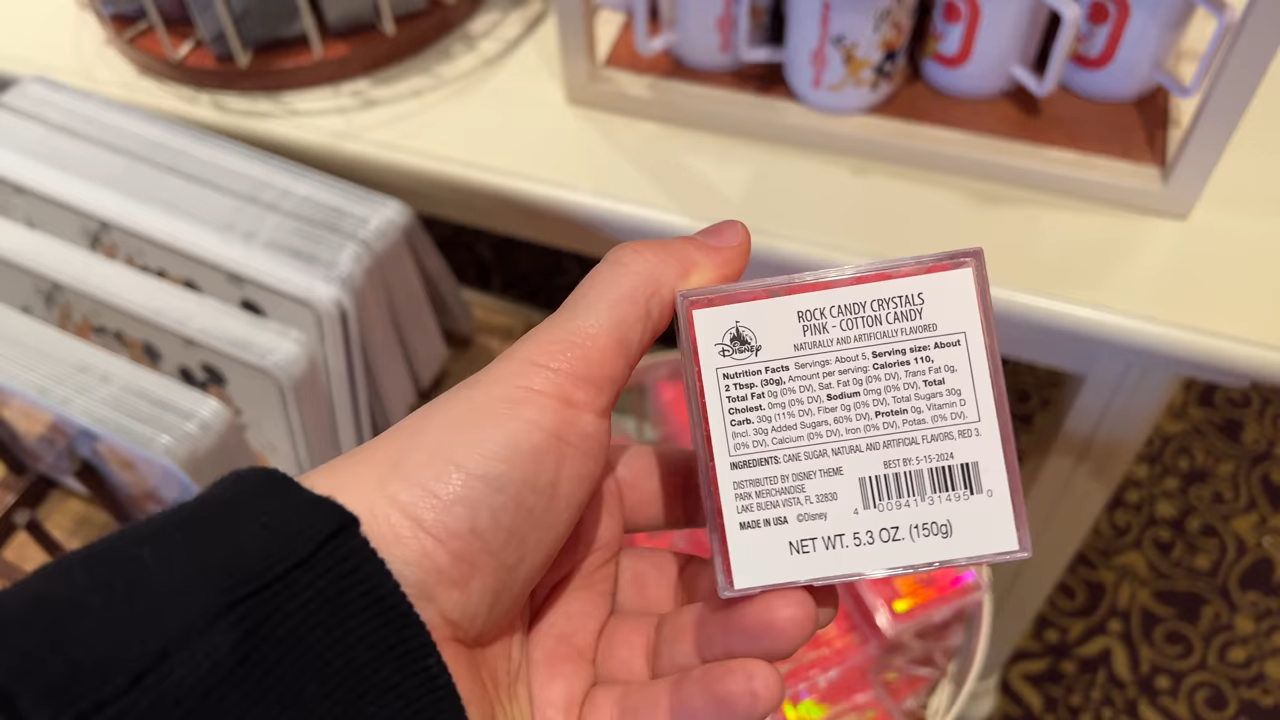 ROCK CANDY CRYSTALS
PINK - COTTON CANDY
NATURALLY AND ARTIFICIALLY FLAVORED
Disney
Nutrition Facts Servings: About 5, Serving size: About
2 Tbsp. (30g), Amount per serving: Calories 110,
Total Fat 0g (0% DV), Sat. Fat 0g (0% DV), Trans Fat 0g,
Cholest. 0mg (0% DV), Sodium 0mg (0% DV), Total
Carb. 30g (11% DV), Fiber 0g (0% DV), Total Sugars 30g
(Incl. 30g Added Sugars, 60% DV), Protein 0g, Vitamin D
(0% DV), Calcium (0% DV), Iron (0% DV), Potas. (0% DV).
INGREDIENTS: CANE SUGAR, NATURAL AND ARTIFICIAL FLAVORS, RED 3.
DISTRIBUTED BY DISNEY THEME
PARK MERCHANDISE
LAKE BUENA VISTA, FL 32830
MADE IN USA ©Disney
BEST BY: 5-15-2024
4 00941 31495 0
NET WT. 5.3 OZ. (150g)